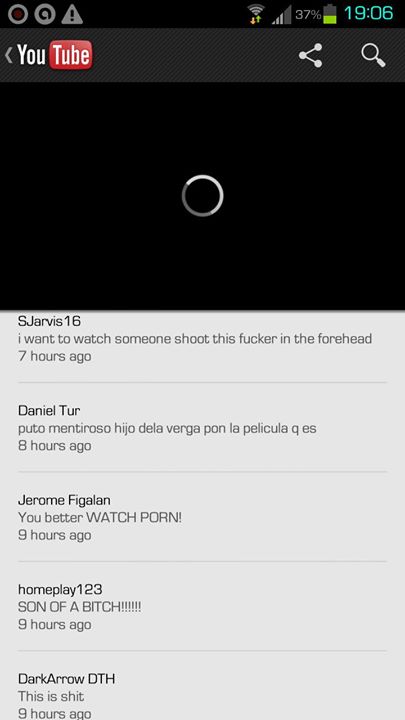 37% 19:06
YouTube
SJarvis16
i want to watch someone shoot this fucker in the forehead
7 hours ago
Daniel Tur
puto mentiroso hijo dela verga pon la pelicula q es
8 hours ago
Jerome Figalan
You better WATCH PORN!
9 hours ago
homeplay123
SON OF A BITCH!!!!!!
9 hours ago
DarkArrow DTH
This is shit
9 hours ago